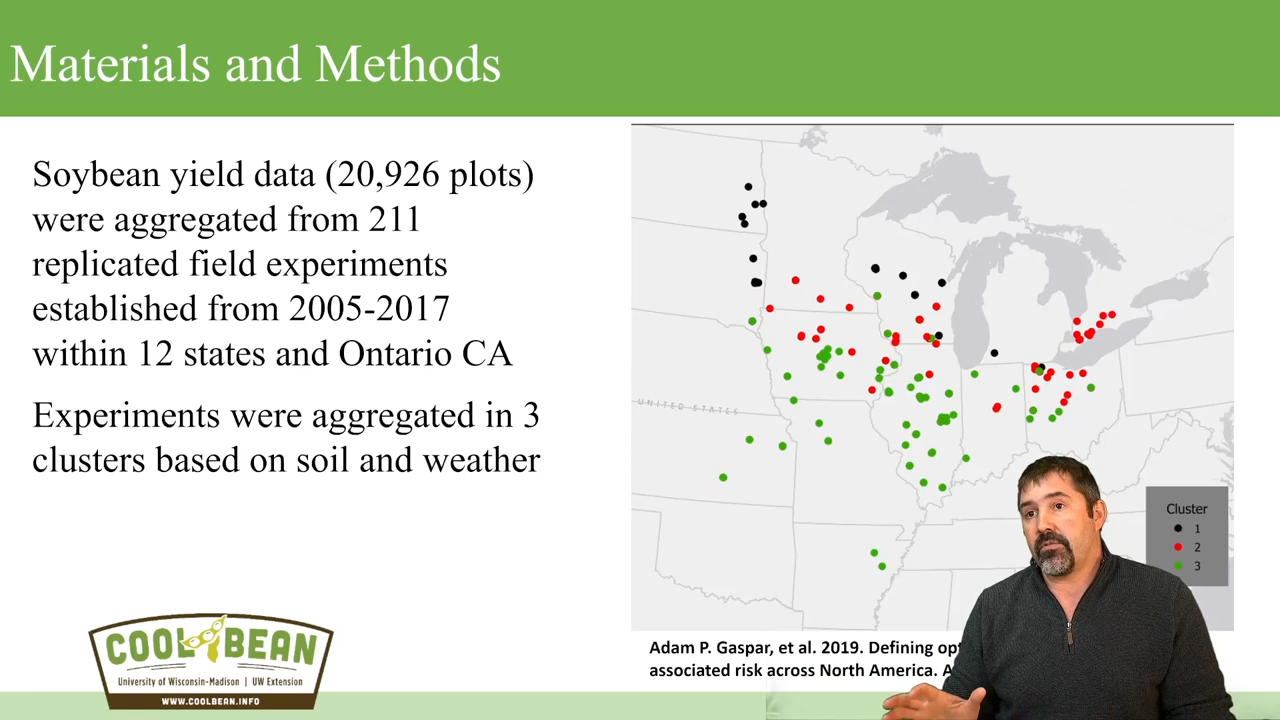 Materials and Methods
Soybean yield data (20,926 plots)
were aggregated from 211
replicated field experiments
established from 2005-2017
within 12 states and Ontario CA
Experiments were aggregated in 3
clusters based on soil and weather
UNITED STATES
Cluster
1
2
3
Adam P. Gaspar, et al. 2019. Defining
associated risk across North America.
COOL BEAN
University of Wisconsin-Madison | UW Extension
WWW.COOLBEAN.INFO